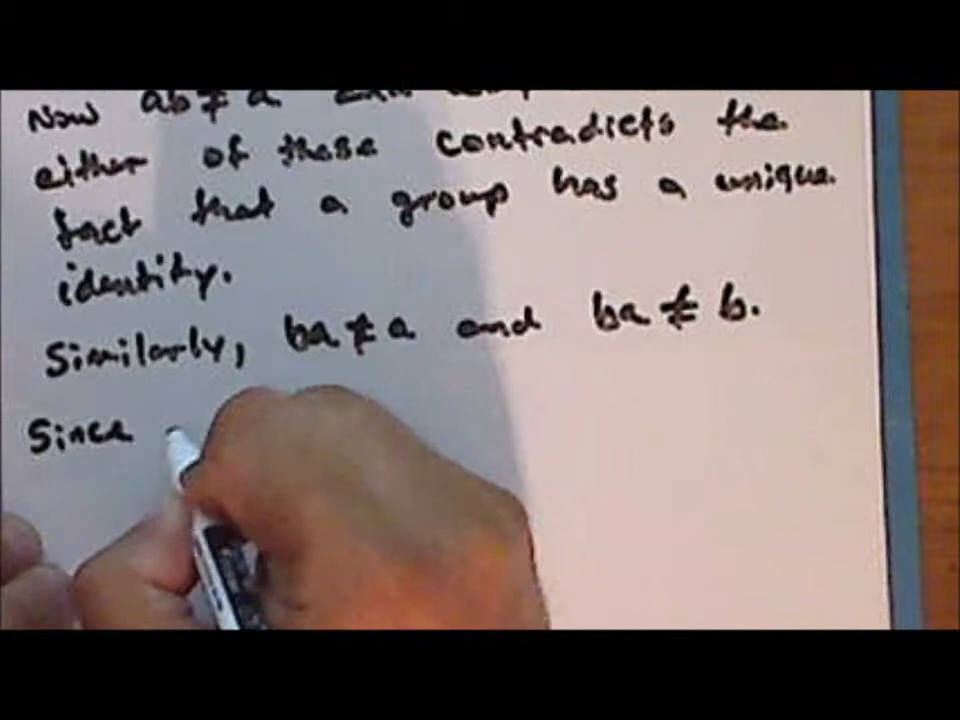 Now ab ≠ a
either of these contradicts the
fact that a group has a unique
identity.
Similarly, ba ≠ a and ba ≠ b.
Since